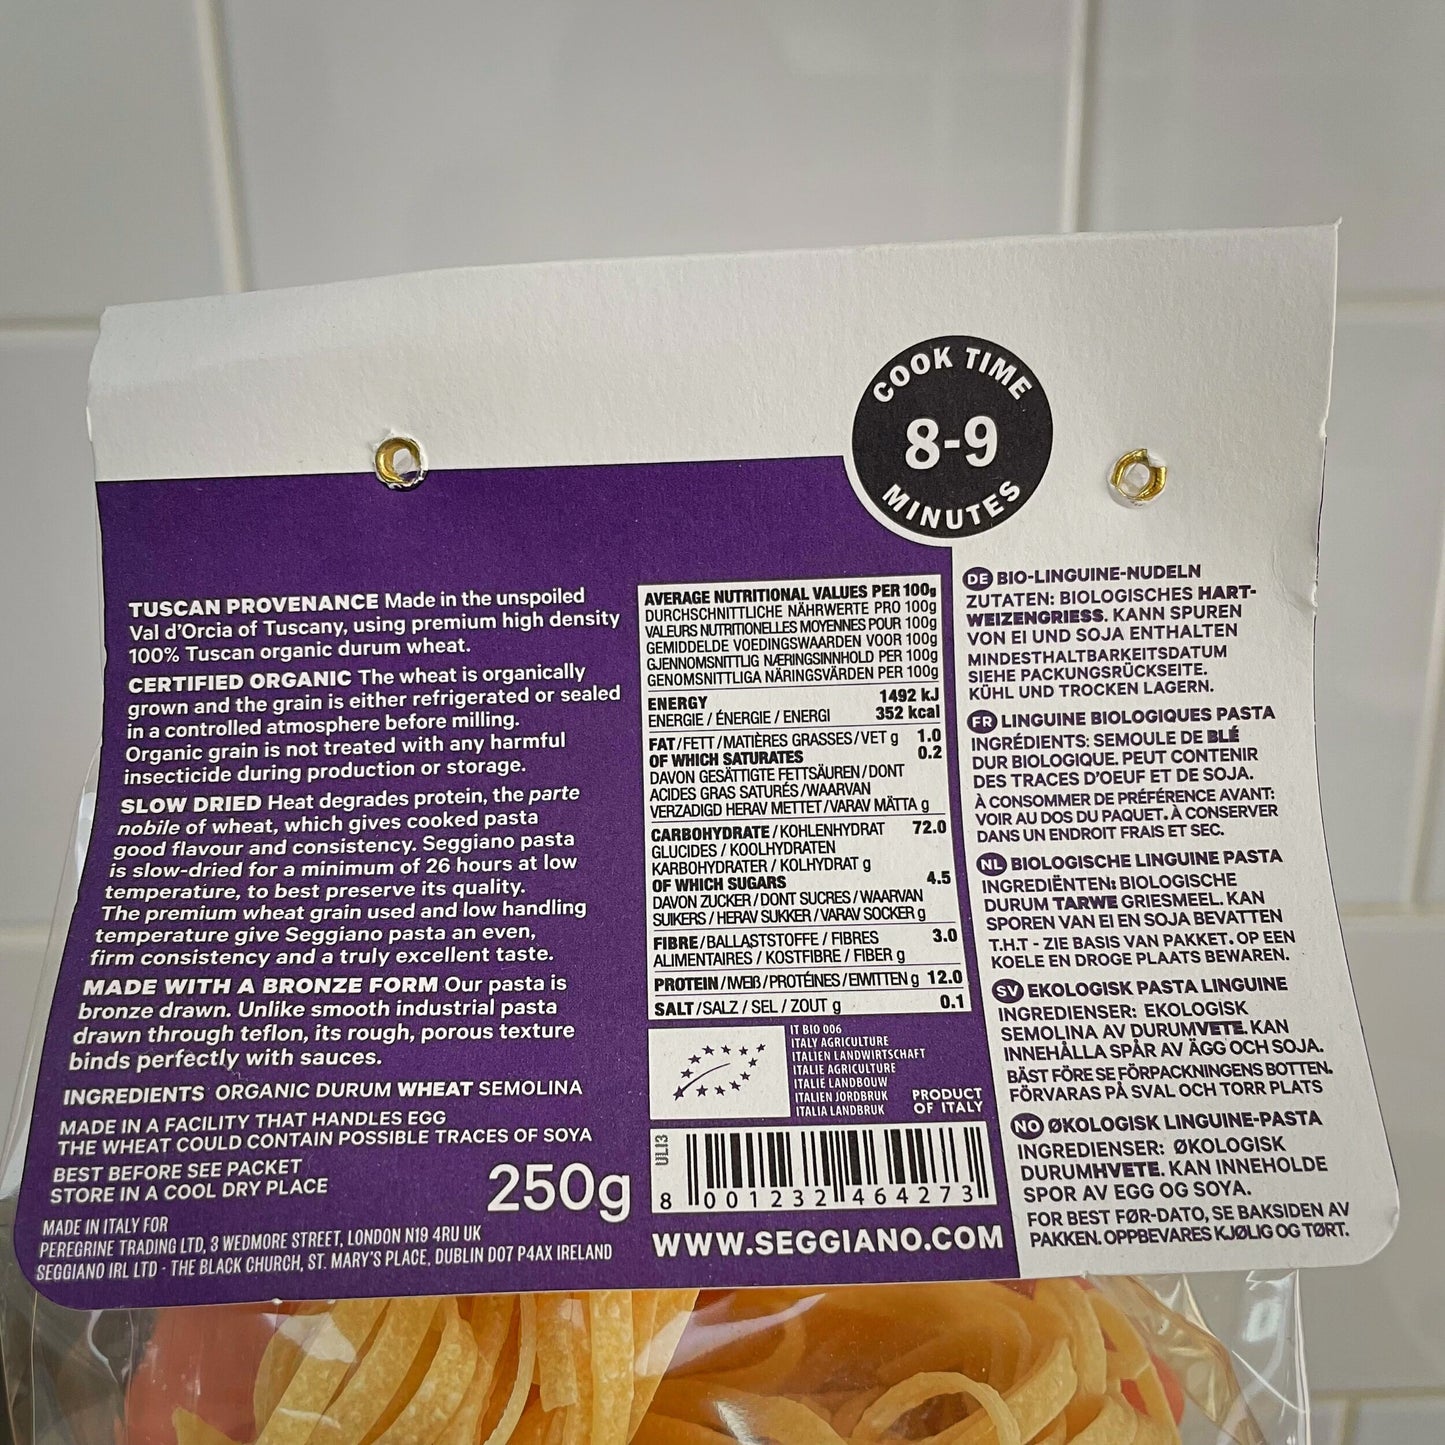 COOK TIME
8-9
MINUTES
TUSCAN PROVENANCE Made in the unspoiled
Val d'Orcia of Tuscany, using premium high density
100% Tuscan organic durum wheat.
CERTIFIED ORGANIC The wheat is organically
grown and the grain is either refrigerated or sealed
in a controlled atmosphere before milling.
Organic grain is not treated with any harmful
insecticide during production or storage.
SLOW DRIED Heat degrades protein, the parte
nobile of wheat, which gives cooked pasta
good flavour and consistency. Seggiano pasta
is slow-dried for a minimum of 26 hours at low
temperature, to best preserve its quality.
The premium wheat grain used and low handling
temperature give Seggiano pasta an even,
firm consistency and a truly excellent taste.
MADE WITH A BRONZE FORM Our pasta is
bronze drawn. Unlike smooth industrial pasta
drawn through teflon, its rough, porous texture
binds perfectly with sauces.
INGREDIENTS ORGANIC DURUM WHEAT SEMOLINA
MADE IN A FACILITY THAT HANDLES EGG
THE WHEAT COULD CONTAIN POSSIBLE TRACES OF SOYA
BEST BEFORE SEE PACKET
STORE IN A COOL DRY PLACE
250g
MADE IN ITALY FOR
PEREGRINE TRADING LTD, 3 WEDMORE STREET, LONDON N19 4RU UK
SEGGIANO IRL LTD - THE BLACK CHURCH, ST. MARY'S PLACE, DUBLIN D07 P4AX IRELAND
AVERAGE NUTRITIONAL VALUES PER 100g
DURCHSCHNITTLICHE NÄHRWERTE PRO 100g
VALEURS NUTRITIONELLES MOYENNES POUR 100g
GEMIDDELDE VOEDINGSWAARDEN VOOR 100g
GJENNOMSNITTLIG NÆRINGSINNHOLD PER 100g
GENOMSNITTLIGA NÄRINGSVÄRDEN PER 100g
ENERGY 1492 kJ
ENERGIE / ÉNERGIE / ENERGI 352 kcal
FAT/FETT/MATIÈRES GRASSES/VET g 1.0
OF WHICH SATURATES 0.2
DAVON GESÄTTIGTE FETTSÄUREN/DONT
ACIDES GRAS SATURÉS/WAARVAN
VERZADIGD HERAV METTET/VARAV MÄTTA g
CARBOHYDRATE/KOHLENHYDRAT 72.0
GLUCIDES / KOOLHYDRATEN
KARBOHYDRATER / KOLHYDRAT g
OF WHICH SUGARS 4.5
DAVON ZUCKER/DONT SUCRES/WAARVAN
SUIKERS/HERAV SUKKER/VARAV SOCKER g
FIBRE/BALLASTSTOFFE / FIBRES 3.0
ALIMENTAIRES / KOSTFIBRE / FIBER g
PROTEIN/IWEIß/PROTÉINES/EIWITTEN g 12.0
SALT/SALZ / SEL / ZOUT g 0.1
IT BIO 006
ITALY AGRICULTURE
ITALIEN LANDWIRTSCHAFT
ITALIE AGRICULTURE
ITALIË LANDBOUW
ITALIEN JORDBRUK
ITALIA LANDBRUK
PRODUCT
OF ITALY
UL13
8 001232 464273
WWW.SEGGIANO.COM
DE BIO-LINGUINE-NUDELN
ZUTATEN: BIOLOGISCHES HART-
WEIZENGRIESS. KANN SPUREN
VON EI UND SOJA ENTHALTEN
MINDESTHALTBARKEITSDATUM
SIEHE PACKUNGSRÜCKSEITE.
KÜHL UND TROCKEN LAGERN.
FR LINGUINE BIOLOGIQUES PASTA
INGRÉDIENTS: SEMOULE DE BLÉ
DUR BIOLOGIQUE. PEUT CONTENIR
DES TRACES D'OEUF ET DE SOJA.
À CONSOMMER DE PRÉFÉRENCE AVANT:
VOIR AU DOS DU PAQUET. À CONSERVER
DANS UN ENDROIT FRAIS ET SEC.
NL BIOLOGISCHE LINGUINE PASTA
INGREDIËNTEN: BIOLOGISCHE
DURUM TARWE GRIESMEEL. KAN
SPOREN VAN EI EN SOJA BEVATTEN
T.H.T - ZIE BASIS VAN PAKKET. OP EEN
KOELE EN DROGE PLAATS BEWAREN.
SV EKOLOGISK PASTA LINGUINE
INGREDIENSER: EKOLOGISK
SEMOLINA AV DURUMVETE. KAN
INNEHÅLLA SPÅR AV ÄGG OCH SOJA.
BÄST FÖRE SE FÖRPACKNINGENS BOTTEN.
FÖRVARAS PÅ SVAL OCH TORR PLATS
NO ØKOLOGISK LINGUINE-PASTA
INGREDIENSER: ØKOLOGISK
DURUMHVETE. KAN INNEHOLDE
SPOR AV EGG OG SOYA.
FOR BEST FØR-DATO, SE BAKSIDEN AV
PAKKEN. OPPBEVARES KJØLIG OG TØRT.